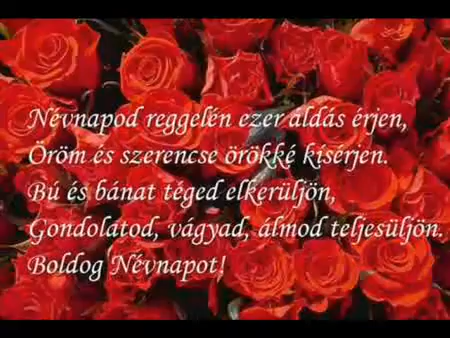 Névnapod reggelén ezer áldás érjen,
Öröm és szerencse örökké kísérjen.
Bú és bánat téged elkerüljön,
Gondolatod, vágyad, álmod teljesüljön.
Boldog Névnapot!